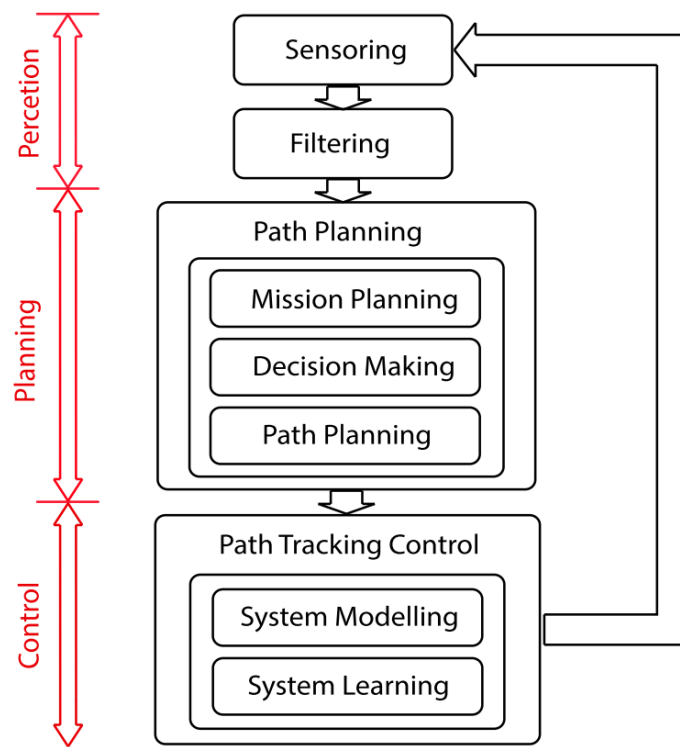 Percetion
Sensoring
Filtering
Planning
Path Planning
Mission Planning
Decision Making
Path Planning
Control
Path Tracking Control
System Modelling
System Learning